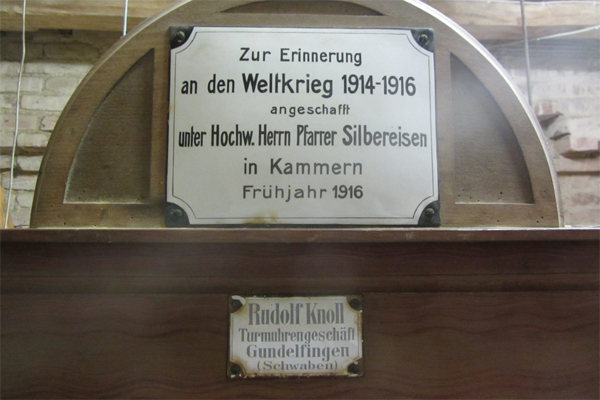 Zur Erinnerung
an den Weltkrieg 1914-1916
angeschafft
unter Hochw. Herrn Pfarrer Silbereisen
in Kammern
Frühjahr 1916
Rudolf Knoll
Turmuhrengeschäft
Gundelfingen
(Schwaben)